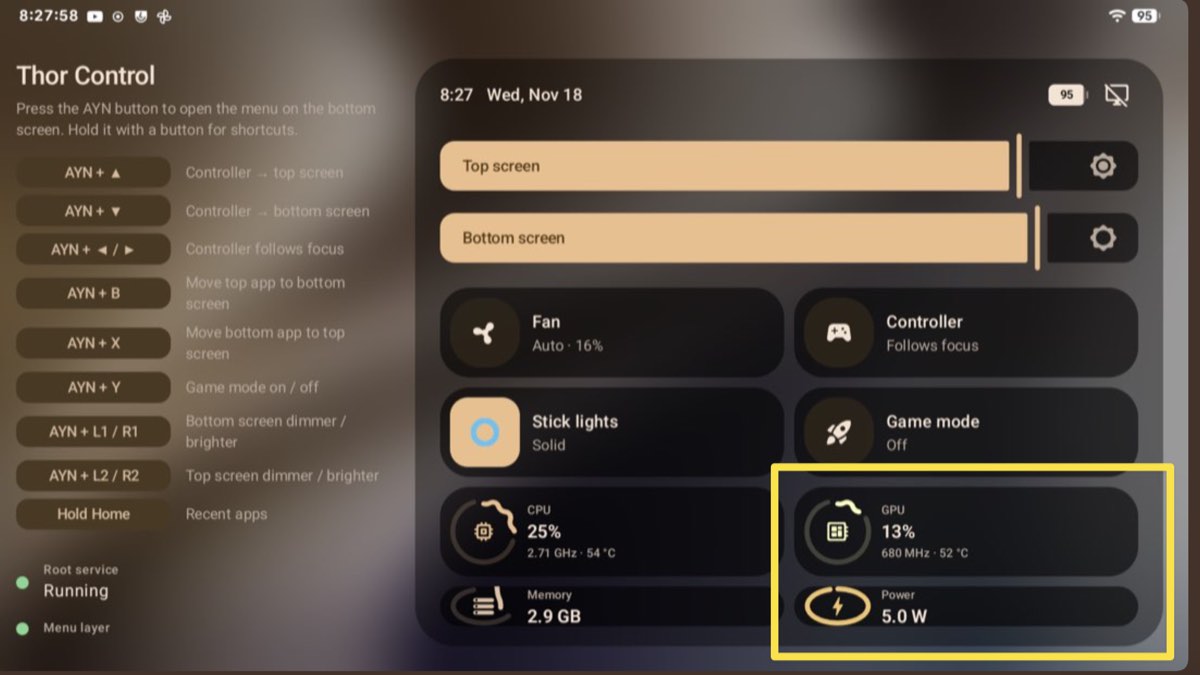 8:27:58
95
Thor Control
Press the AYN button to open the menu on the bottom
screen. Hold it with a button for shortcuts.
AYN + ▲ Controller → top screen
AYN + ▼ Controller → bottom screen
AYN + ◄ / ► Controller follows focus
AYN + B Move top app to bottom
screen
AYN + X Move bottom app to top
screen
AYN + Y Game mode on / off
AYN + L1 / R1 Bottom screen dimmer /
brighter
AYN + L2 / R2 Top screen dimmer / brighter
Hold Home Recent apps
Root service
Running
Menu layer
8:27 Wed, Nov 18
95
Top screen
Bottom screen
Fan
Auto · 16%
Controller
Follows focus
Stick lights
Solid
Game mode
Off
CPU
25%
2.71 GHz · 54 °C
GPU
13%
680 MHz · 52 °C
Memory
2.9 GB
Power
5.0 W